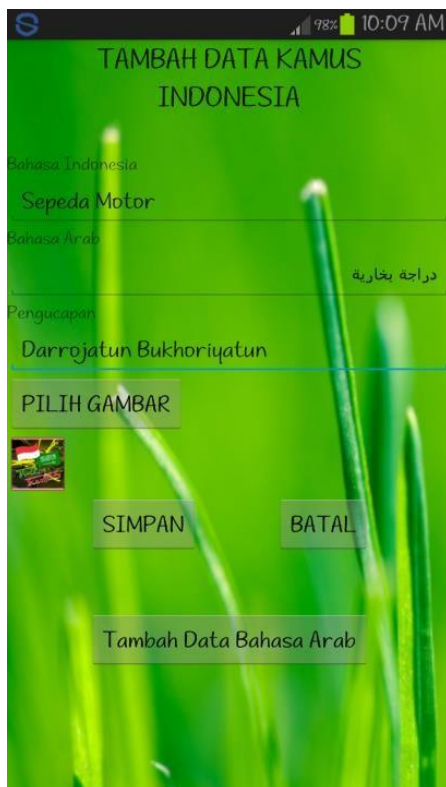 98% 10:09 AM
TAMBAH DATA KAMUS
INDONESIA
Bahasa Indonesia
Sepeda Motor
Bahasa Arab
دراجة بخارية
Pengucapan
Darrojatun Bukhoriyatun
PILIH GAMBAR
SIMPAN BATAL
Tambah Data Bahasa Arab